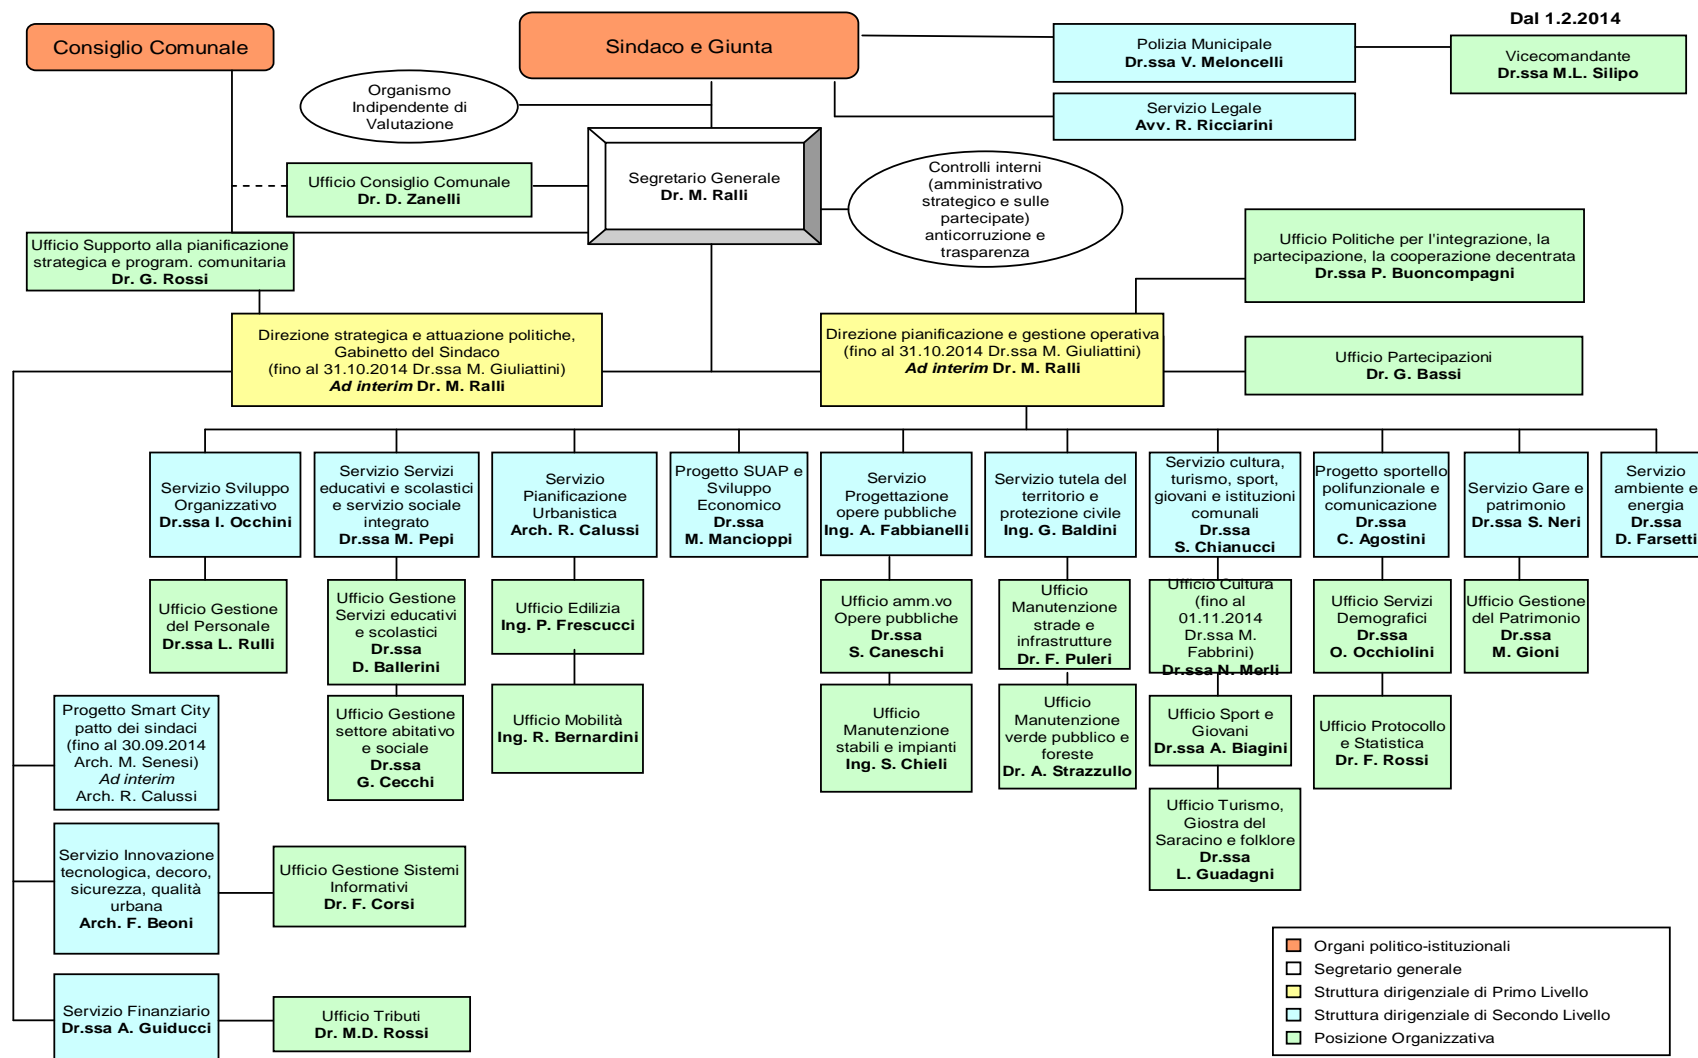 Dal 1.2.2014
Consiglio Comunale
Sindaco e Giunta
Polizia Municipale
Dr.ssa V. Meloncelli
Vicecomandante
Dr.ssa M.L. Silipo
Organismo
Indipendente di
Valutazione
Servizio Legale
Avv. R. Ricciarini
Ufficio Consiglio Comunale
Dr. D. Zanelli
Segretario Generale
Dr. M. Ralli
Controlli interni
(amministrativo
strategico e sulle
partecipate)
anticorruzione e
trasparenza
Ufficio Supporto alla pianificazione
strategica e program. comunitaria
Dr. G. Rossi
Ufficio Politiche per l'integrazione, la
partecipazione, la cooperazione decentrata
Dr.ssa P. Buoncompagni
Direzione strategica e attuazione politiche,
Gabinetto del Sindaco
(fino al 31.10.2014 Dr.ssa M. Giuliattini)
Ad interim Dr. M. Ralli
Direzione pianificazione e gestione operativa
(fino al 31.10.2014 Dr.ssa M. Giuliattini)
Ad interim Dr. M. Ralli
Ufficio Partecipazioni
Dr. G. Bassi
Servizio Sviluppo
Organizzativo
Dr.ssa I. Occhini
Servizio Servizi
educativi e scolastici
e servizio sociale
integrato
Dr.ssa M. Pepi
Servizio
Pianificazione
Urbanistica
Arch. R. Calussi
Progetto SUAP e
Sviluppo
Economico
Dr.ssa
M. Mancioppi
Servizio
Progettazione
opere pubbliche
Ing. A. Fabbianelli
Servizio tutela del
territorio e
protezione civile
Ing. G. Baldini
Servizio cultura,
turismo, sport,
giovani e istituzioni
comunali
Dr.ssa
S. Chianucci
Progetto sportello
polifunzionale e
comunicazione
Dr.ssa
C. Agostini
Servizio Gare e
patrimonio
Dr.ssa S. Neri
Servizio
ambiente e
energia
Dr.ssa
D. Farsetti
Ufficio Gestione
del Personale
Dr.ssa L. Rulli
Ufficio Gestione
Servizi educativi
e scolastici
Dr.ssa
D. Ballerini
Ufficio Edilizia
Ing. P. Frescucci
Ufficio amm.vo
Opere pubbliche
Dr.ssa
S. Caneschi
Ufficio
Manutenzione
strade e
infrastrutture
Dr. F. Puleri
Ufficio Cultura
(fino al
01.11.2014
Dr.ssa M.
Fabbrini)
Dr.ssa N. Merli
Ufficio Servizi
Demografici
Dr.ssa
O. Occhiolini
Ufficio Gestione
del Patrimonio
Dr.ssa
M. Gioni
Progetto Smart City
patto dei sindaci
(fino al 30.09.2014
Arch. M. Senesi)
Ad interim
Arch. R. Calussi
Ufficio Gestione
settore abitativo
e sociale
Dr.ssa
G. Cecchi
Ufficio Mobilità
Ing. R. Bernardini
Ufficio
Manutenzione
stabili e impianti
Ing. S. Chieli
Ufficio
Manutenzione
verde pubblico e
foreste
Dr. A. Strazzullo
Ufficio Sport e
Giovani
Dr.ssa A. Biagini
Ufficio Protocollo
e Statistica
Dr. F. Rossi
Ufficio Turismo,
Giostra del
Saracino e folklore
Dr.ssa
L. Guadagni
Servizio Innovazione
tecnologica, decoro,
sicurezza, qualità
urbana
Arch. F. Beoni
Ufficio Gestione Sistemi
Informativi
Dr. F. Corsi
Servizio Finanziario
Dr.ssa A. Guiducci
Ufficio Tributi
Dr. M.D. Rossi
Organi politico-istituzionali
Segretario generale
Struttura dirigenziale di Primo Livello
Struttura dirigenziale di Secondo Livello
Posizione Organizzativa